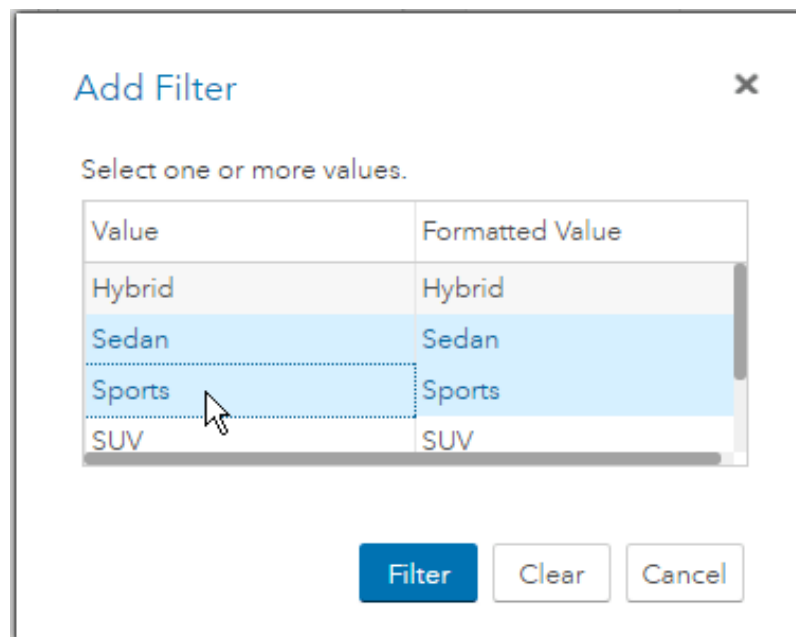 Add Filter
Select one or more values.
Value Formatted Value
Hybrid Hybrid
Sedan Sedan
Sports Sports
SUV SUV
Filter Clear Cancel